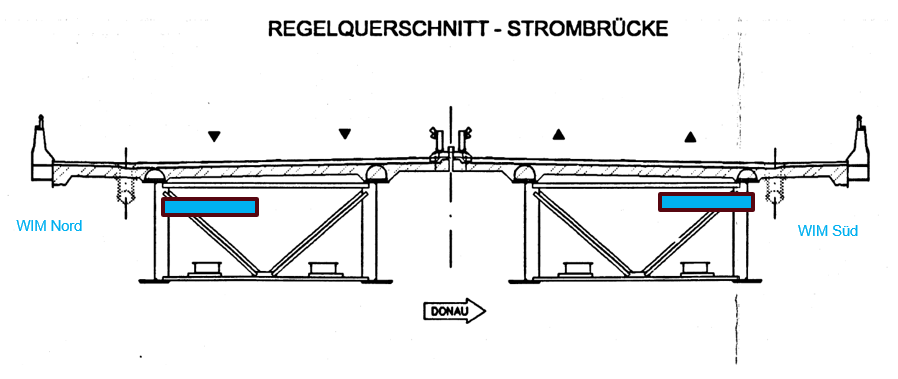 REGELQUERSCHNITT - STROMBRÜCKE
WIM Nord
WIM Süd
DONAU